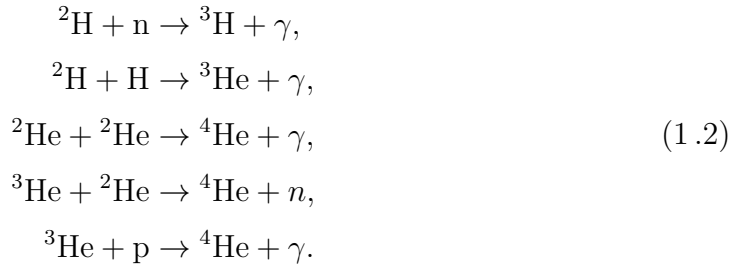 ²H + n → ³H + γ,
²H + H → ³He + γ,
²He + ²He → ⁴He + γ, (1.2)
³He + ²He → ⁴He + n,
³He + p → ⁴He + γ.